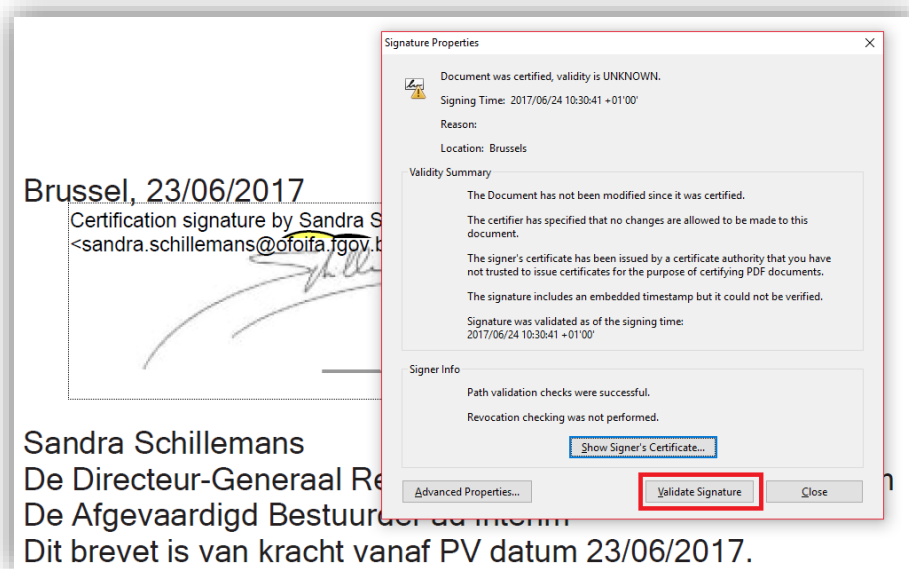 Signature Properties
Document was certified, validity is UNKNOWN.
Signing Time: 2017/06/24 10:30:41 +01'00'
Reason:
Location: Brussels
Validity Summary
The Document has not been modified since it was certified.
The certifier has specified that no changes are allowed to be made to this
document.
The signer's certificate has been issued by a certificate authority that you have
not trusted to issue certificates for the purpose of certifying PDF documents.
The signature includes an embedded timestamp but it could not be verified.
Signature was validated as of the signing time:
2017/06/24 10:30:41 +01'00'
Signer Info
Path validation checks were successful.
Revocation checking was not performed.
Show Signer's Certificate...
Advanced Properties...
Validate Signature
Close
Brussel, 23/06/2017
Certification signature by Sandra S
<sandra.schillemans@ofoifa.fgov.b
Sandra Schillemans
De Directeur-Generaal Re
De Afgevaardigd Bestuurder ad interim
Dit brevet is van kracht vanaf PV datum 23/06/2017.